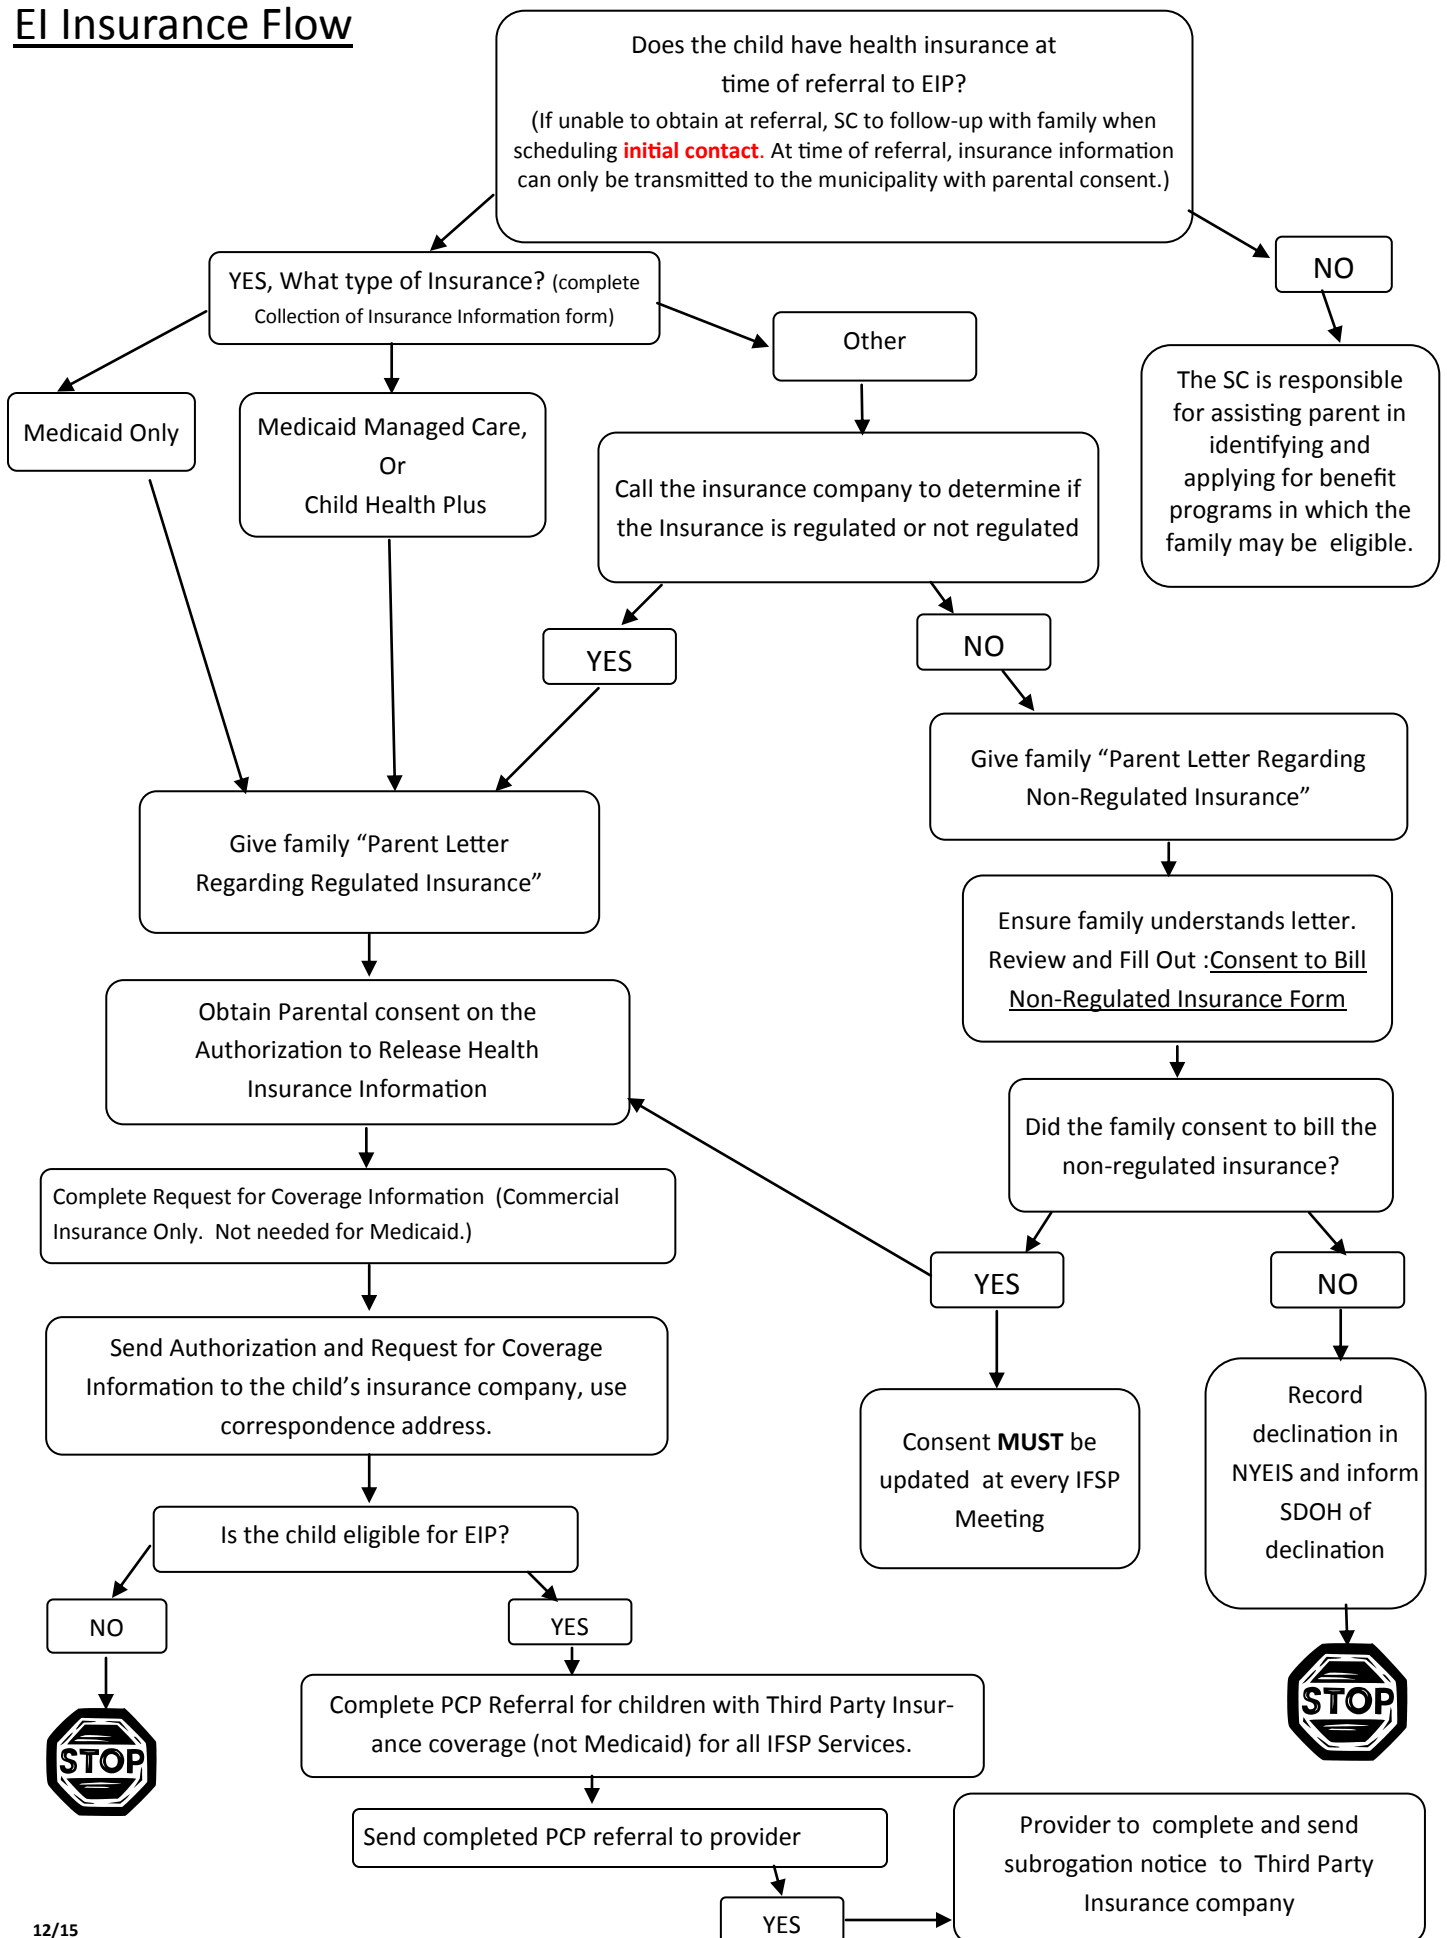 EI Insurance Flow
Does the child have health insurance at
time of referral to EIP?
(If unable to obtain at referral, SC to follow-up with family when
scheduling initial contact. At time of referral, insurance information
can only be transmitted to the municipality with parental consent.)
YES, What type of Insurance? (complete
Collection of Insurance Information form)
NO
Other
The SC is responsible
for assisting parent in
identifying and
applying for benefit
programs in which the
family may be eligible.
Medicaid Only
Medicaid Managed Care,
Or
Child Health Plus
Call the insurance company to determine if
the Insurance is regulated or not regulated
YES
NO
Give family “Parent Letter Regarding
Non-Regulated Insurance”
Give family “Parent Letter
Regarding Regulated Insurance”
Ensure family understands letter.
Review and Fill Out :Consent to Bill
Non-Regulated Insurance Form
Obtain Parental consent on the
Authorization to Release Health
Insurance Information
Did the family consent to bill the
non-regulated insurance?
Complete Request for Coverage Information (Commercial
Insurance Only. Not needed for Medicaid.)
YES
NO
Send Authorization and Request for Coverage
Information to the child’s insurance company, use
correspondence address.
Consent MUST be
updated at every IFSP
Meeting
Record
declination in
NYEIS and inform
SDOH of
declination
Is the child eligible for EIP?
NO
YES
STOP
STOP
Complete PCP Referral for children with Third Party Insur-
ance coverage (not Medicaid) for all IFSP Services.
Send completed PCP referral to provider
Provider to complete and send
subrogation notice to Third Party
Insurance company
YES
12/15